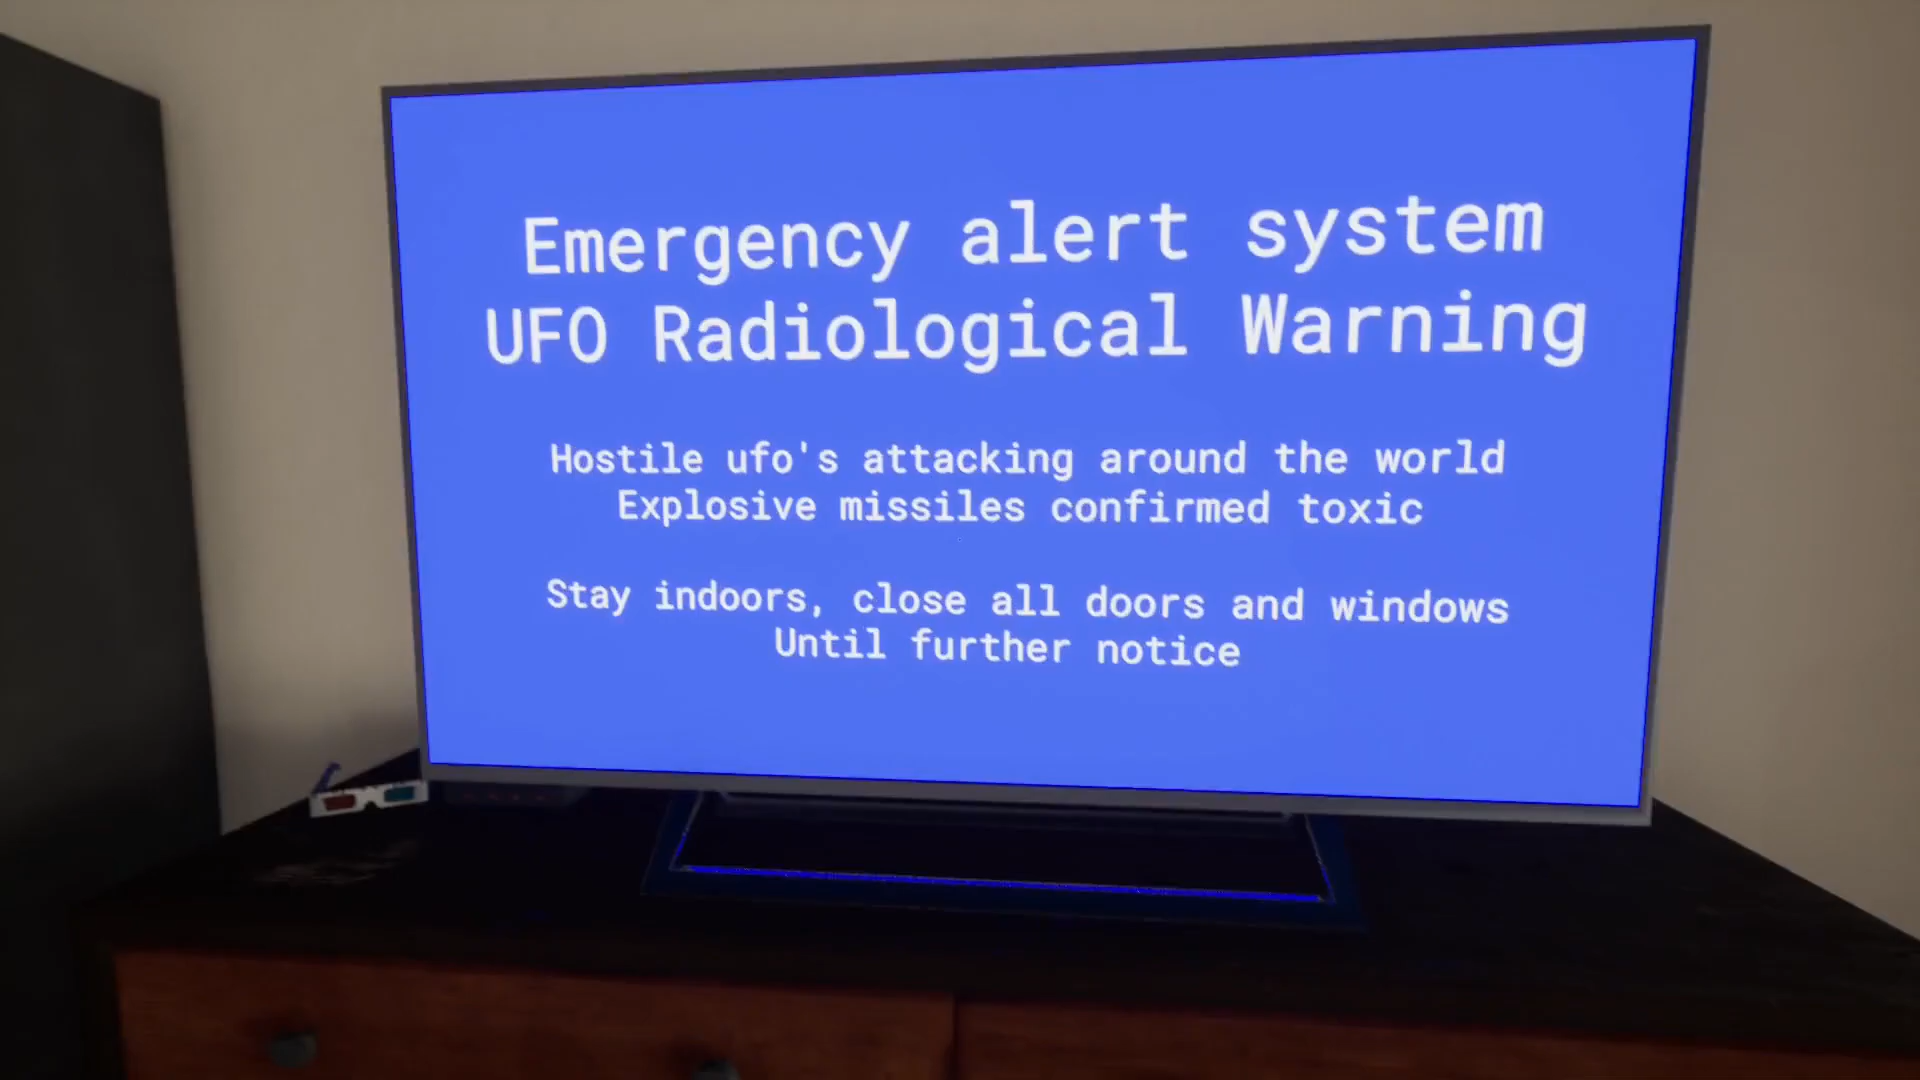 Emergency alert system
UFO Radiological Warning
Hostile ufo's attacking around the world
Explosive missiles confirmed toxic
Stay indoors, close all doors and windows
Until further notice